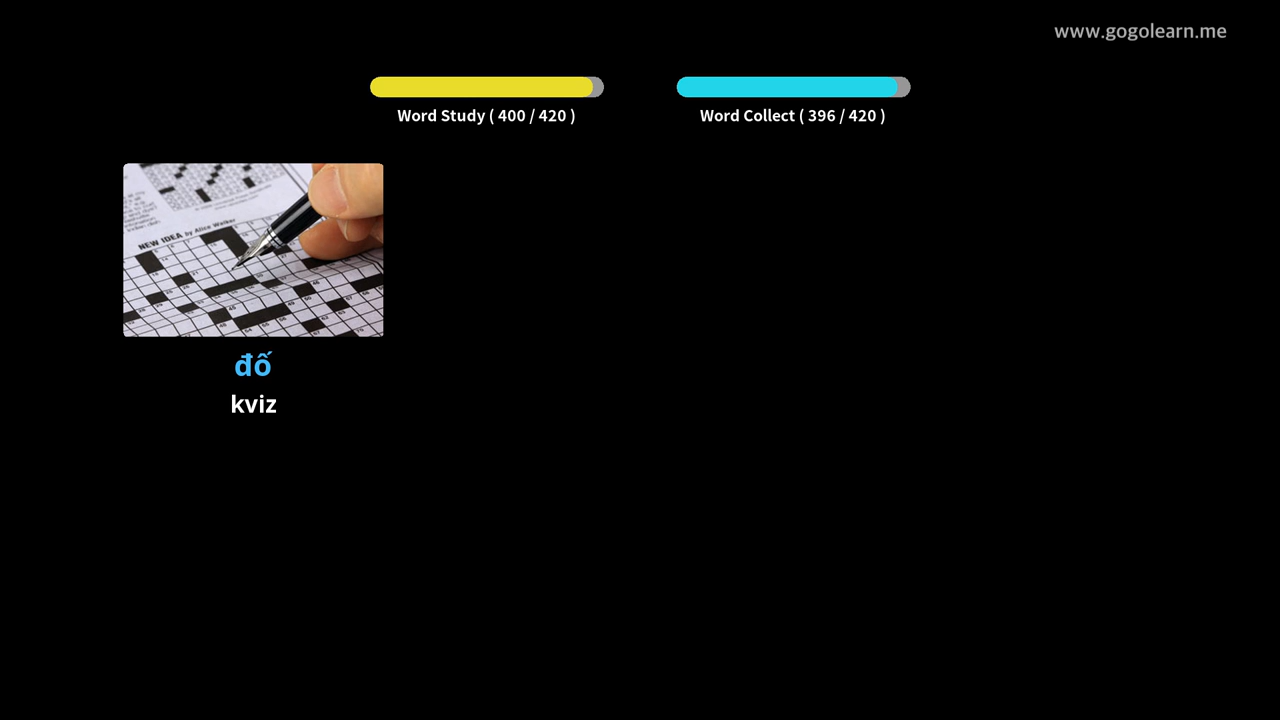 www.gogolearn.me
Word Study ( 400 / 420 )
Word Collect ( 396 / 420 )
NEW IDEA by Alice Walker
đố
kviz